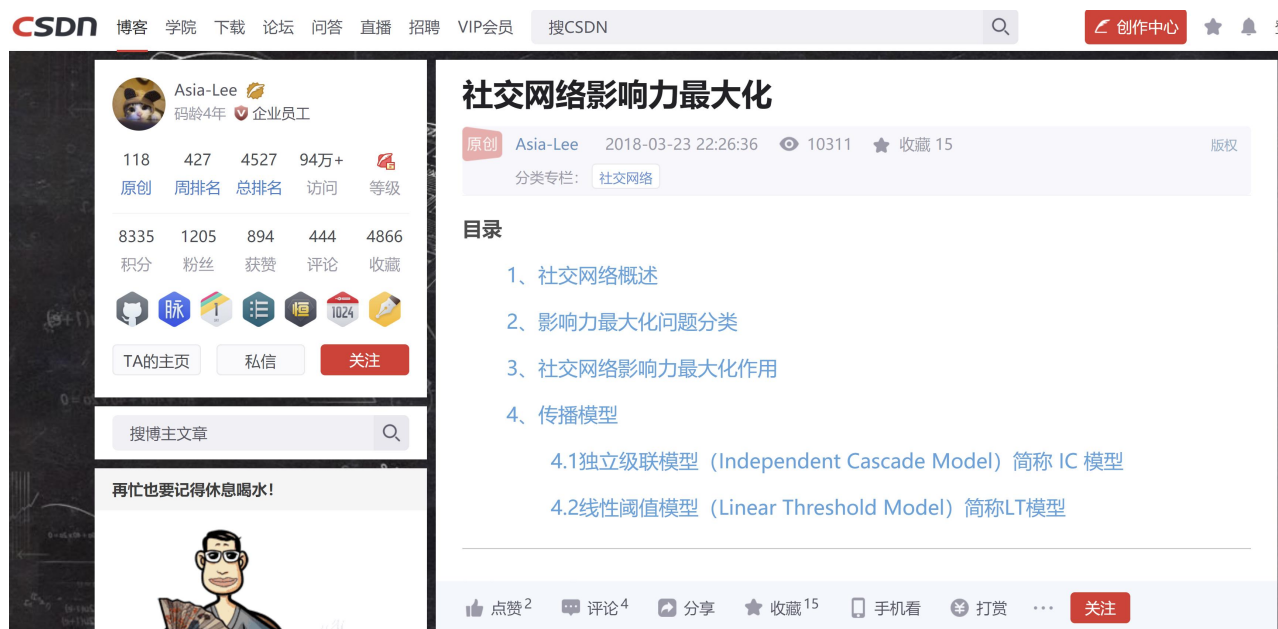 CSDN 博客 学院 下载 论坛 问答 直播 招聘 VIP会员 搜CSDN 创作中心
Asia-Lee
码龄4年 企业员工
118 427 4527 94万+
原创 周排名 总排名 访问 等级
8335 1205 894 444 4866
积分 粉丝 获赞 评论 收藏
脉 恒 1024
TA的主页 私信 关注
搜博主文章
再忙也要记得休息喝水！
社交网络影响力最大化
原创 Asia-Lee 2018-03-23 22:26:36 10311 收藏 15 版权
分类专栏： 社交网络
目录
1、社交网络概述
2、影响力最大化问题分类
3、社交网络影响力最大化作用
4、传播模型
4.1独立级联模型（Independent Cascade Model）简称 IC 模型
4.2线性阈值模型（Linear Threshold Model）简称LT模型
点赞2 评论4 分享 收藏15 手机看 打赏 ··· 关注